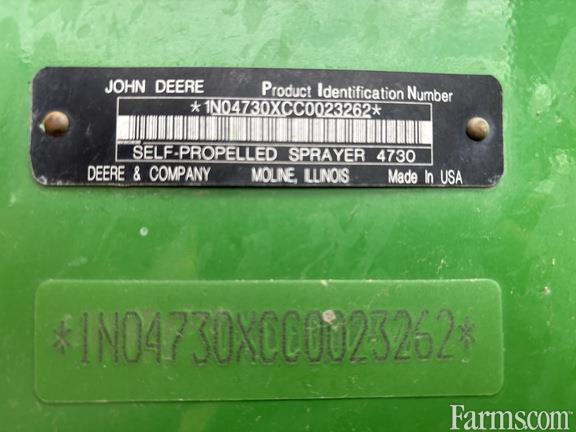 JOHN DEERE Product Identification Number
*1N04730XCC0023262*
SELF-PROPELLED SPRAYER 4730
DEERE & COMPANY MOLINE, ILLINOIS Made In USA
*1N04730XCC0023262*
Farms.com